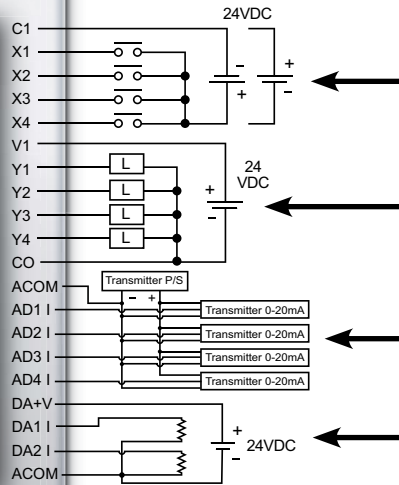 24VDC
C1
X1
X2
X3
X4
-
+
+
-
V1
Y1 L
Y2 L
Y3 L
Y4 L
CO
+
-
24
VDC
ACOM
Transmitter P/S
- +
AD1 I Transmitter 0-20mA
AD2 I Transmitter 0-20mA
AD3 I Transmitter 0-20mA
AD4 I Transmitter 0-20mA
DA+V
DA1 I
DA2 I
ACOM
+
24VDC
-